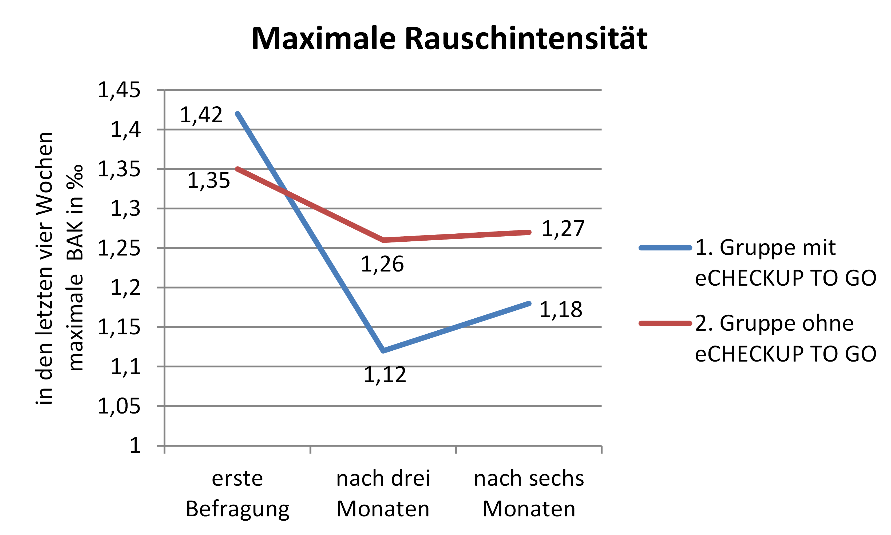 Maximale Rauschintensität
in den letzten vier Wochen
maximale BAK in ‰
1,45
1,4
1,35
1,3
1,25
1,2
1,15
1,1
1,05
1
1,42
1,35
1,26
1,12
1,27
1,18
erste
Befragung
nach drei
Monaten
nach sechs
Monaten
1. Gruppe mit
eCHECKUP TO GO
2. Gruppe ohne
eCHECKUP TO GO